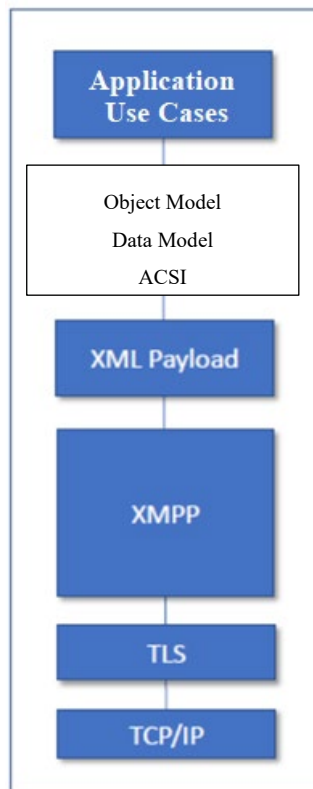 Application
Use Cases
Object Model
Data Model
ACSI
XML Payload
XMPP
TLS
TCP/IP